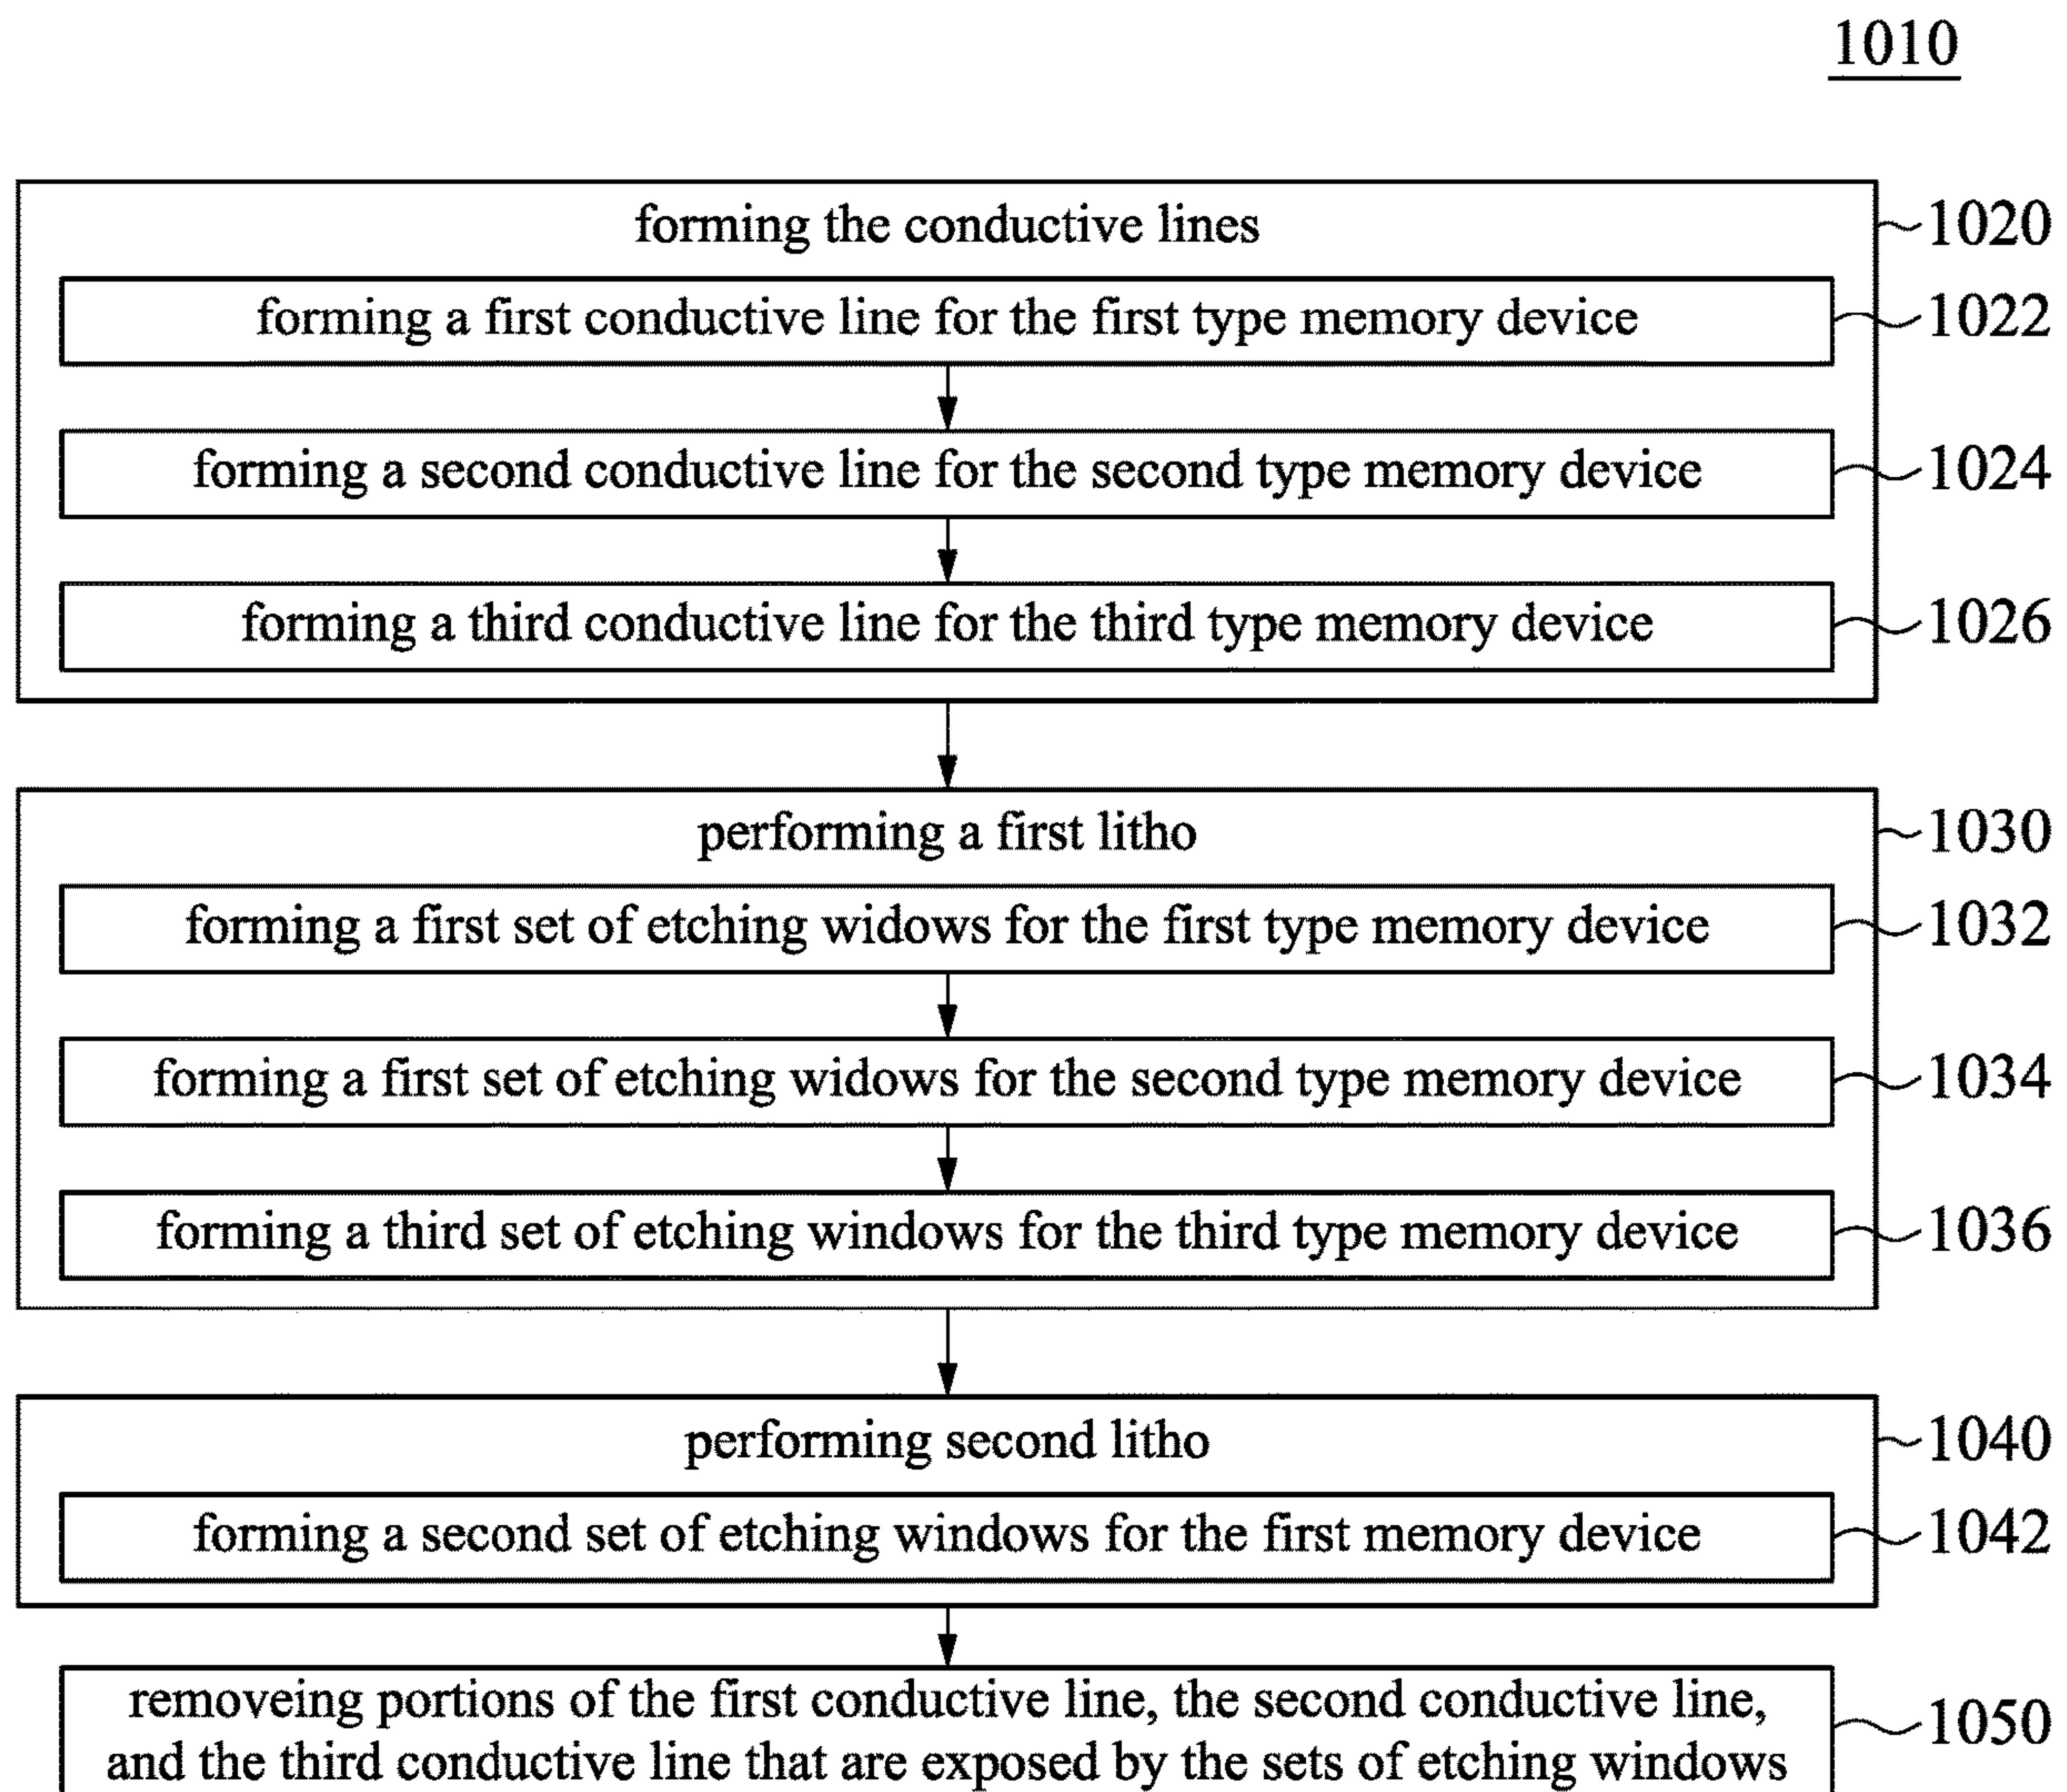 1010
forming the conductive lines
1020
forming a first conductive line for the first type memory device
1022
forming a second conductive line for the second type memory device
1024
forming a third conductive line for the third type memory device
1026
performing a first litho
1030
forming a first set of etching widows for the first type memory device
1032
forming a first set of etching widows for the second type memory device
1034
forming a third set of etching windows for the third type memory device
1036
performing second litho
1040
forming a second set of etching windows for the first memory device
1042
removeing portions of the first conductive line, the second conductive line,
and the third conductive line that are exposed by the sets of etching windows
1050